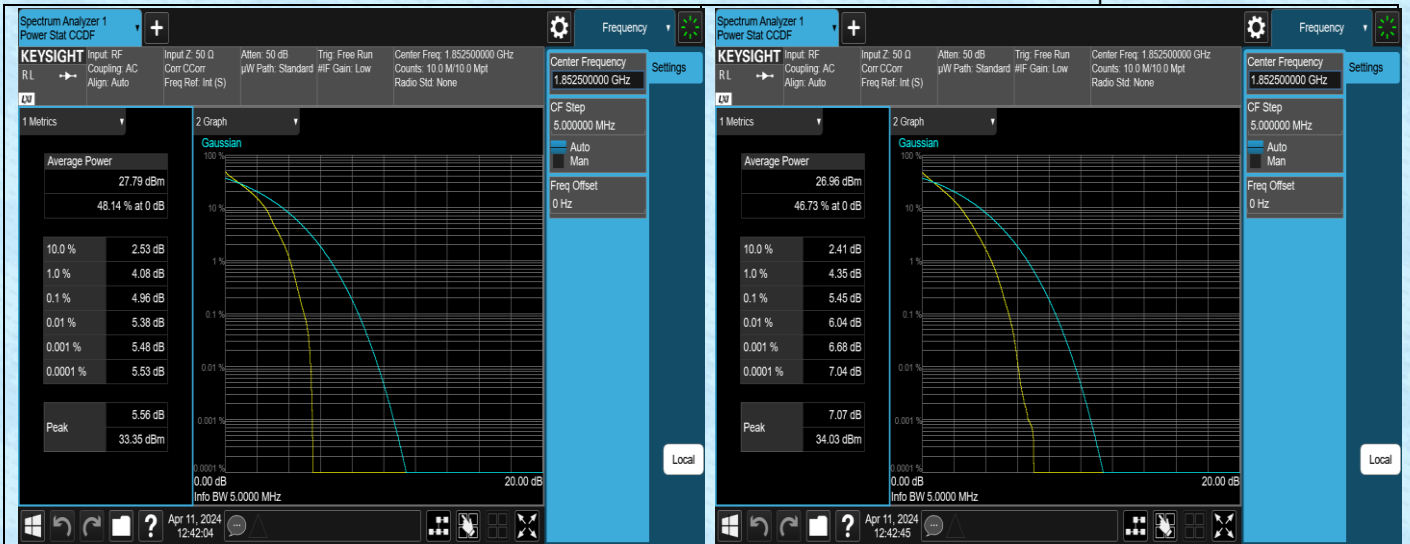 Spectrum Analyzer 1
Power Stat CCDF
+
Frequency
KEYSIGHT
RL
LXI
Input: RF
Coupling: AC
Align: Auto
Input Z: 50 Ω
Corr CCorr
Freq Ref: Int (S)
Atten: 50 dB
µW Path: Standard
Trig: Free Run
#IF Gain: Low
Center Freq: 1.852500000 GHz
Counts: 10.0 M/10.0 Mpt
Radio Std: None
Center Frequency
1.852500000 GHz
Settings
CF Step
5.000000 MHz
Auto
Man
Freq Offset
0 Hz
1 Metrics
Average Power
27.79 dBm
48.14 % at 0 dB
10.0 % 2.53 dB
1.0 % 4.08 dB
0.1 % 4.96 dB
0.01 % 5.38 dB
0.001 % 5.48 dB
0.0001 % 5.53 dB
Peak
5.56 dB
33.35 dBm
2 Graph
Gaussian
100 %
10 %
1 %
0.1 %
0.01 %
0.001 %
0.0001 %
0.00 dB 20.00 dB
Info BW 5.0000 MHz
Local
?
Apr 11, 2024
12:42:04
Spectrum Analyzer 1
Power Stat CCDF
+
Frequency
KEYSIGHT
RL
LXI
Input: RF
Coupling: AC
Align: Auto
Input Z: 50 Ω
Corr CCorr
Freq Ref: Int (S)
Atten: 50 dB
µW Path: Standard
Trig: Free Run
#IF Gain: Low
Center Freq: 1.852500000 GHz
Counts: 10.0 M/10.0 Mpt
Radio Std: None
Center Frequency
1.852500000 GHz
Settings
CF Step
5.000000 MHz
Auto
Man
Freq Offset
0 Hz
1 Metrics
Average Power
26.96 dBm
46.73 % at 0 dB
10.0 % 2.41 dB
1.0 % 4.35 dB
0.1 % 5.45 dB
0.01 % 6.04 dB
0.001 % 6.68 dB
0.0001 % 7.04 dB
Peak
7.07 dB
34.03 dBm
2 Graph
Gaussian
100 %
10 %
1 %
0.1 %
0.01 %
0.001 %
0.0001 %
0.00 dB 20.00 dB
Info BW 5.0000 MHz
Local
?
Apr 11, 2024
12:42:45